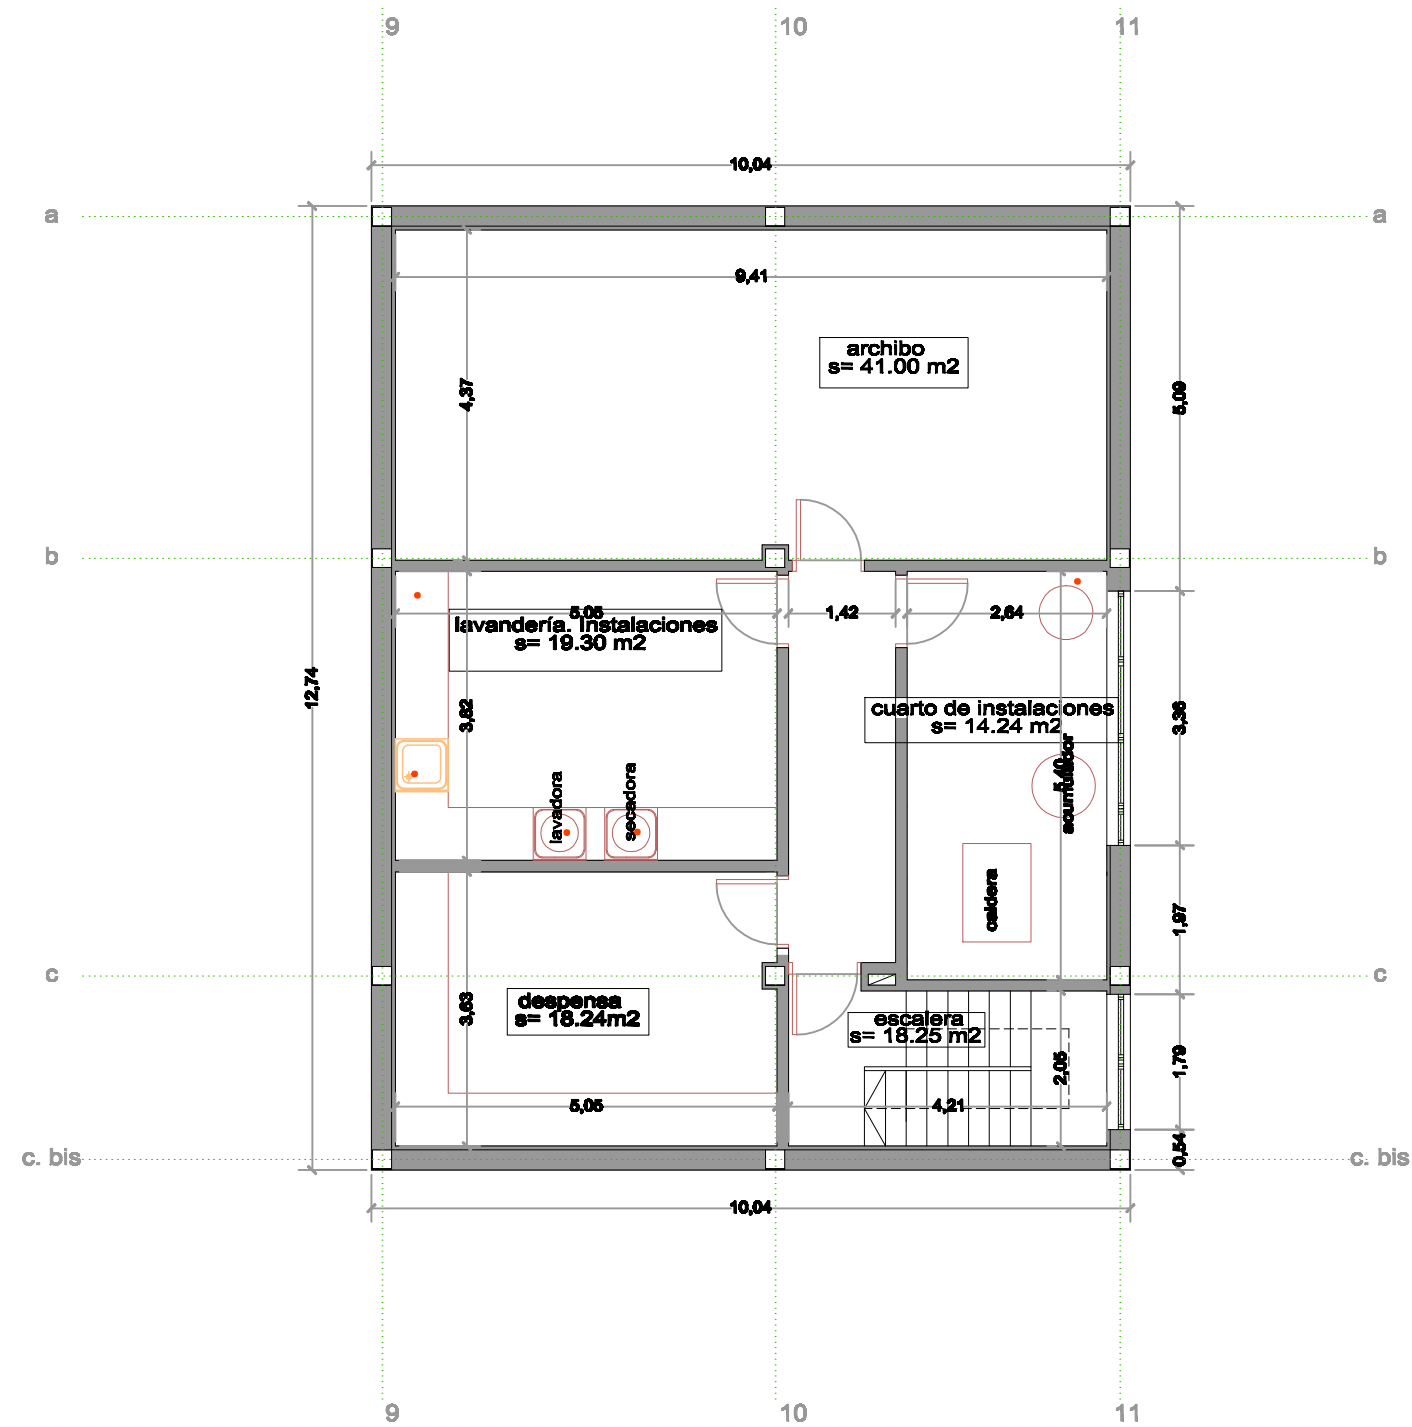 9 10 11
10,04
a a
9,41
archibo
s= 41.00 m2
4,37
5,09
b b
5,05 1,42 2,64
lavandería. Instalaciones
s= 19.30 m2
12,74
3,82
cuarto de instalaciones
s= 14.24 m2
3,36
5,40
acumulador
lavadora
secadora
caldera
1,97
c c
despensa
s= 18.24m2
3,63
escalera
s= 18.25 m2
2,05
1,79
5,05 4,21
0,54
c. bis c. bis
10,04
9 10 11